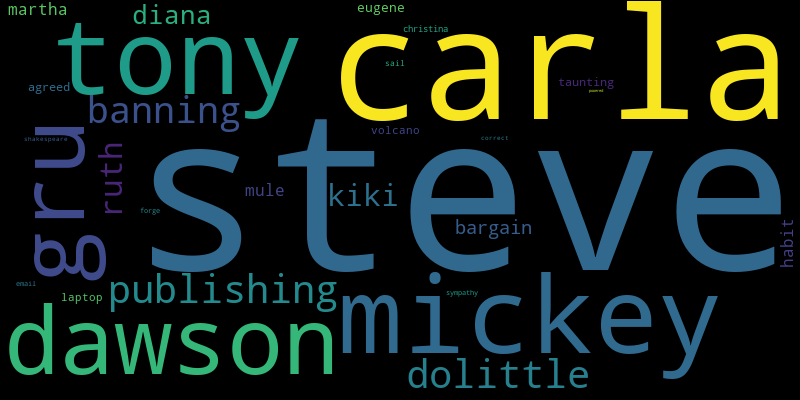 martha
diana
eugene
tony
carla
christina
sail
taunting
agreed
banning
volcano
shakespeare
correct
gru
ruth
steve
mule
kiki
forge
bargain
habit
email
publishing
laptop
sympathy
mickey
dawson
dolittle